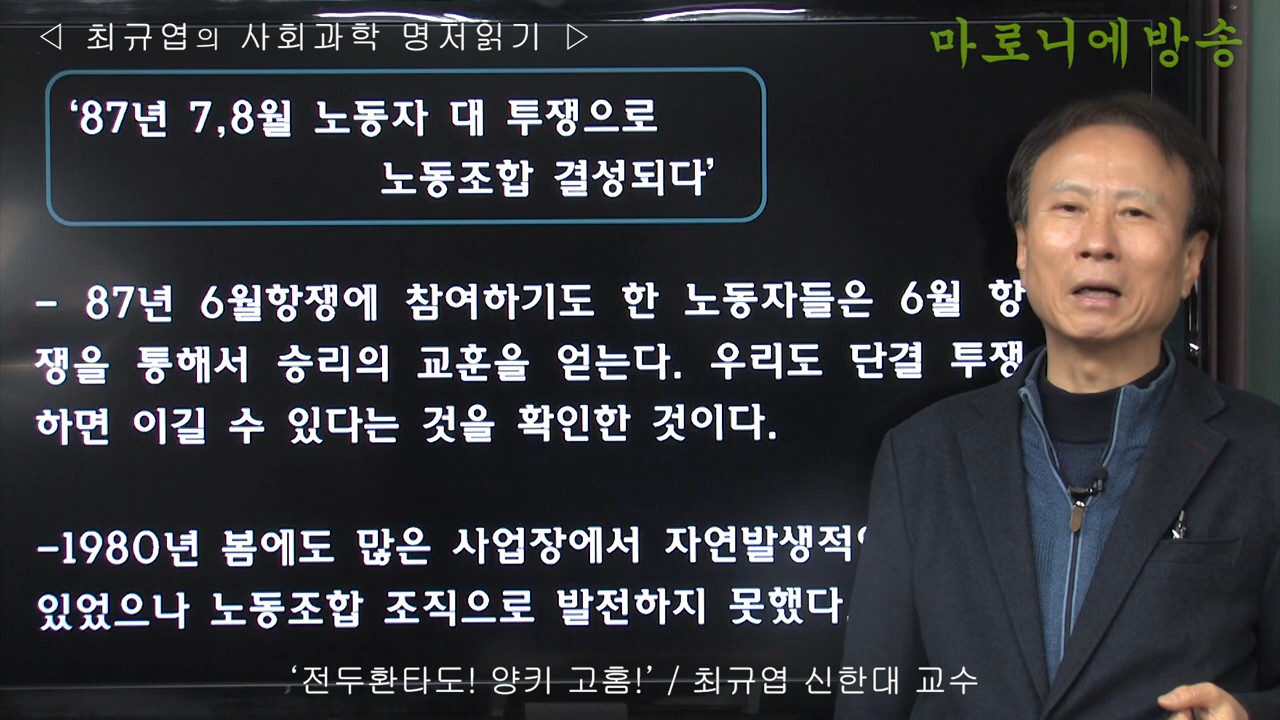 ◁ 최규엽의 사회과학 명저읽기 ▷
마로니에방송
‘87년 7,8월 노동자 대 투쟁으로
노동조합 결성되다’
- 87년 6월항쟁에 참여하기도 한 노동자들은 6월 항
쟁을 통해서 승리의 교훈을 얻는다. 우리도 단결 투쟁
하면 이길 수 있다는 것을 확인한 것이다.
-1980년 봄에도 많은 사업장에서
있었으나 노동조합 조직으로 발전하지 못했다.
‘전두환타도! 양키 고홈!’ / 최규엽 신한대 교수